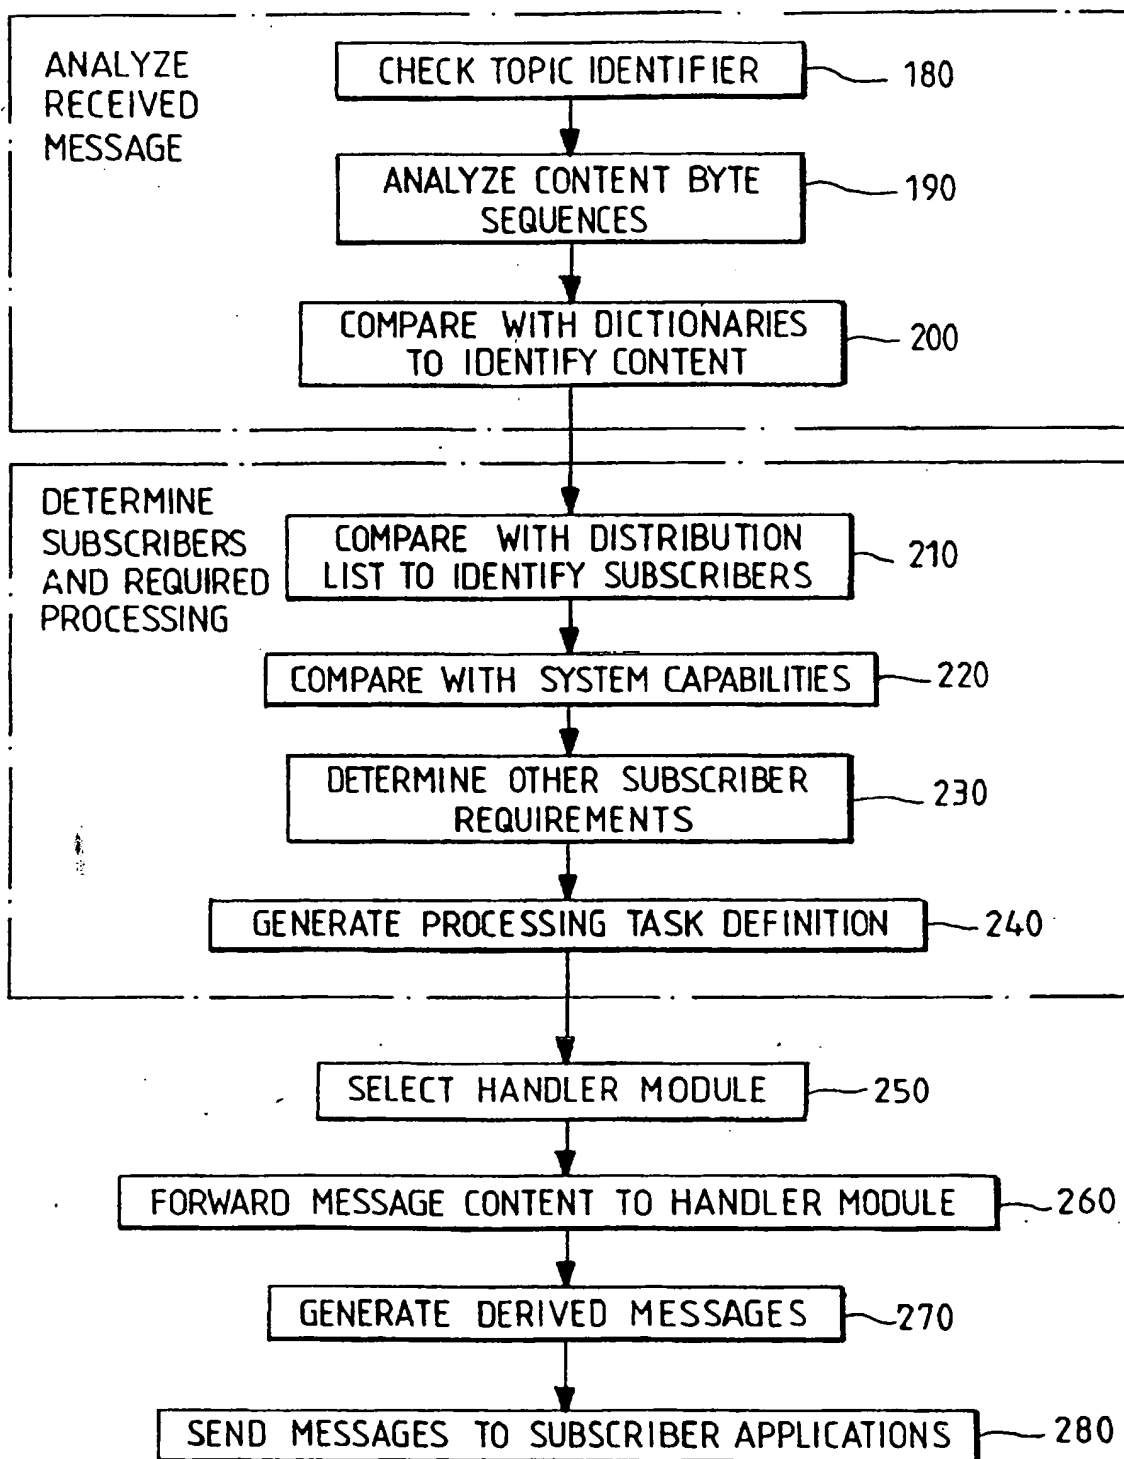 ANALYZE
RECEIVED
MESSAGE
CHECK TOPIC IDENTIFIER
180
ANALYZE CONTENT BYTE
SEQUENCES
190
COMPARE WITH DICTIONARIES
TO IDENTIFY CONTENT
200
DETERMINE
SUBSCRIBERS
AND REQUIRED
PROCESSING
COMPARE WITH DISTRIBUTION
LIST TO IDENTIFY SUBSCRIBERS
210
COMPARE WITH SYSTEM CAPABILITIES
220
DETERMINE OTHER SUBSCRIBER
REQUIREMENTS
230
GENERATE PROCESSING TASK DEFINITION
240
SELECT HANDLER MODULE
250
FORWARD MESSAGE CONTENT TO HANDLER MODULE
260
GENERATE DERIVED MESSAGES
270
SEND MESSAGES TO SUBSCRIBER APPLICATIONS
280